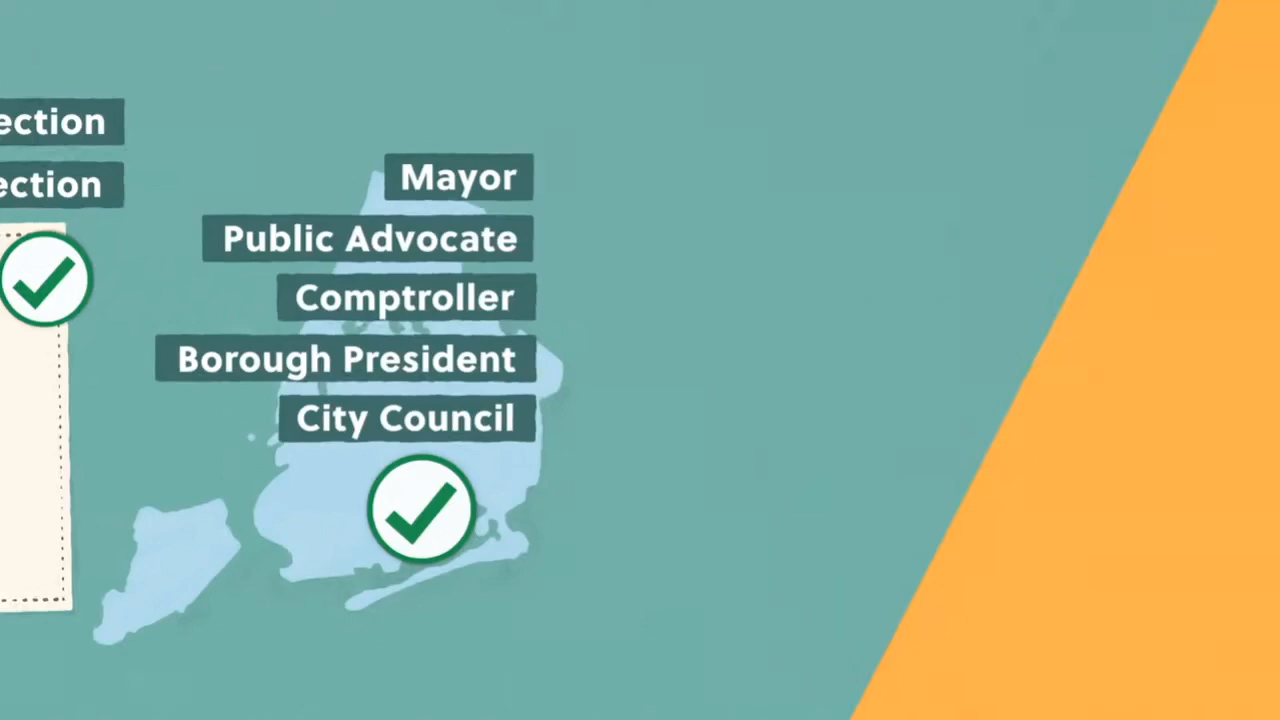 ection
ection
Mayor
Public Advocate
Comptroller
Borough President
City Council